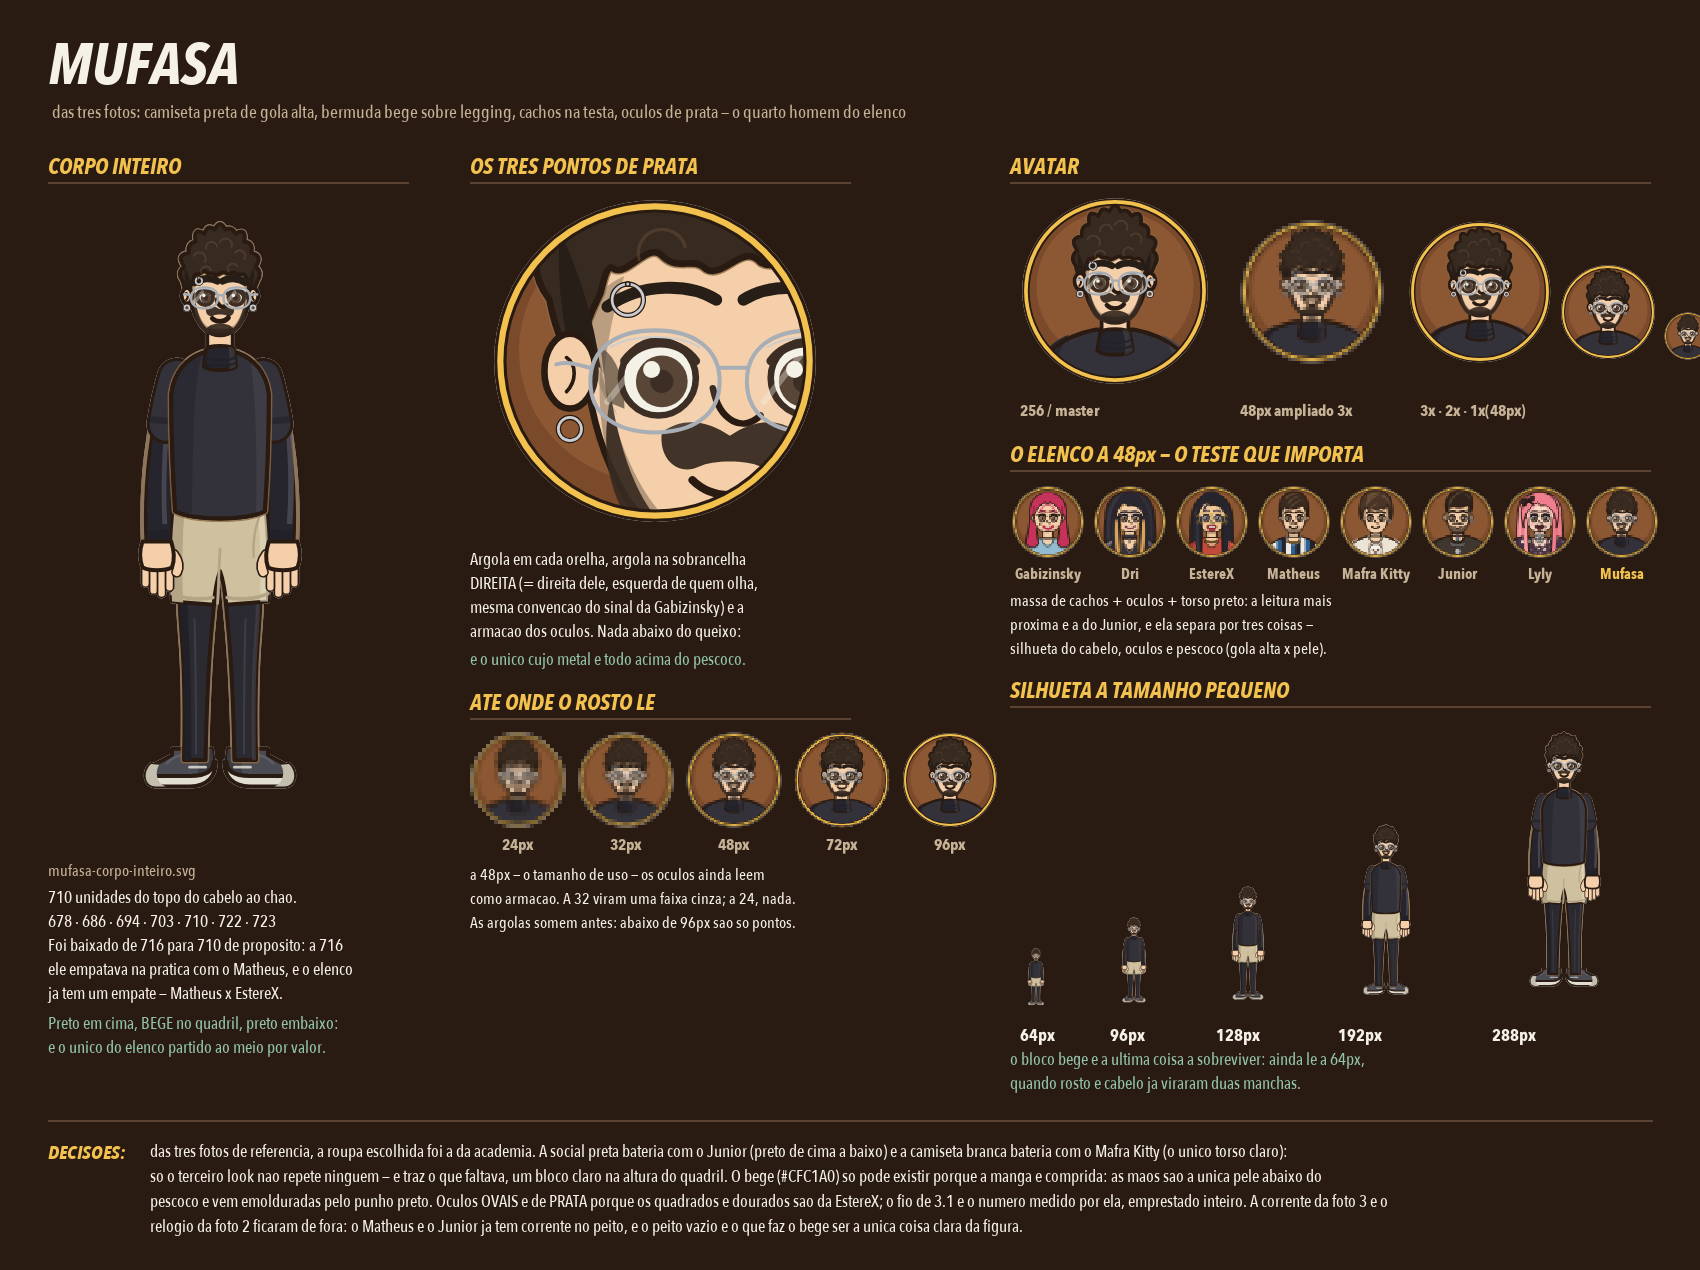 MUFASA
das tres fotos: camiseta preta de gola alta, bermuda bege sobre legging, cachos na testa, oculos de prata – o quarto homem do elenco
CORPO INTEIRO
mufasa-corpo-inteiro.svg
710 unidades do topo do cabelo ao chao.
678 · 686 · 694 · 703 · 710 · 722 · 723
Foi baixado de 716 para 710 de proposito: a 716
ele empatava na pratica com o Matheus, e o elenco
ja tem um empate – Matheus x EstereX.
Preto em cima, BEGE no quadril, preto embaixo:
e o unico do elenco partido ao meio por valor.
OS TRES PONTOS DE PRATA
Argola em cada orelha, argola na sobrancelha
DIREITA (= direita dele, esquerda de quem olha,
mesma convencao do sinal da Gabizinsky) e a
armacao dos oculos. Nada abaixo do queixo:
e o unico cujo metal e todo acima do pescoco.
ATE ONDE O ROSTO LE
24px 32px 48px 72px 96px
a 48px – o tamanho de uso – os oculos ainda leem
como armacao. A 32 viram uma faixa cinza; a 24, nada.
As argolas somem antes: abaixo de 96px sao so pontos.
AVATAR
256 / master 48px ampliado 3x 3x · 2x · 1x(48px)
O ELENCO A 48px – O TESTE QUE IMPORTA
Gabizinsky Dri EstereX Matheus Mafra Kitty Junior Lyly Mufasa
massa de cachos + oculos + torso preto: a leitura mais
proxima e a do Junior, e ela separa por tres coisas –
silhueta do cabelo, oculos e pescoco (gola alta x pele).
SILHUETA A TAMANHO PEQUENO
64px 96px 128px 192px 288px
o bloco bege e a ultima coisa a sobreviver: ainda le a 64px,
quando rosto e cabelo ja viraram duas manchas.
DECISOES: das tres fotos de referencia, a roupa escolhida foi a da academia. A social preta bateria com o Junior (preto de cima a baixo) e a camiseta branca bateria com o Mafra Kitty (o unico torso claro):
so o terceiro look nao repete ninguem – e traz o que faltava, um bloco claro na altura do quadril. O bege (#CFC1A0) so pode existir porque a manga e comprida: as maos sao a unica pele abaixo do
pescoco e vem emolduradas pelo punho preto. Oculos OVAIS e de PRATA porque os quadrados e dourados sao da EstereX; o fio de 3.1 e o numero medido por ela, emprestado inteiro. A corrente da foto 3 e o
relogio da foto 2 ficaram de fora: o Matheus e o Junior ja tem corrente no peito, e o peito vazio e o que faz o bege ser a unica coisa clara da figura.